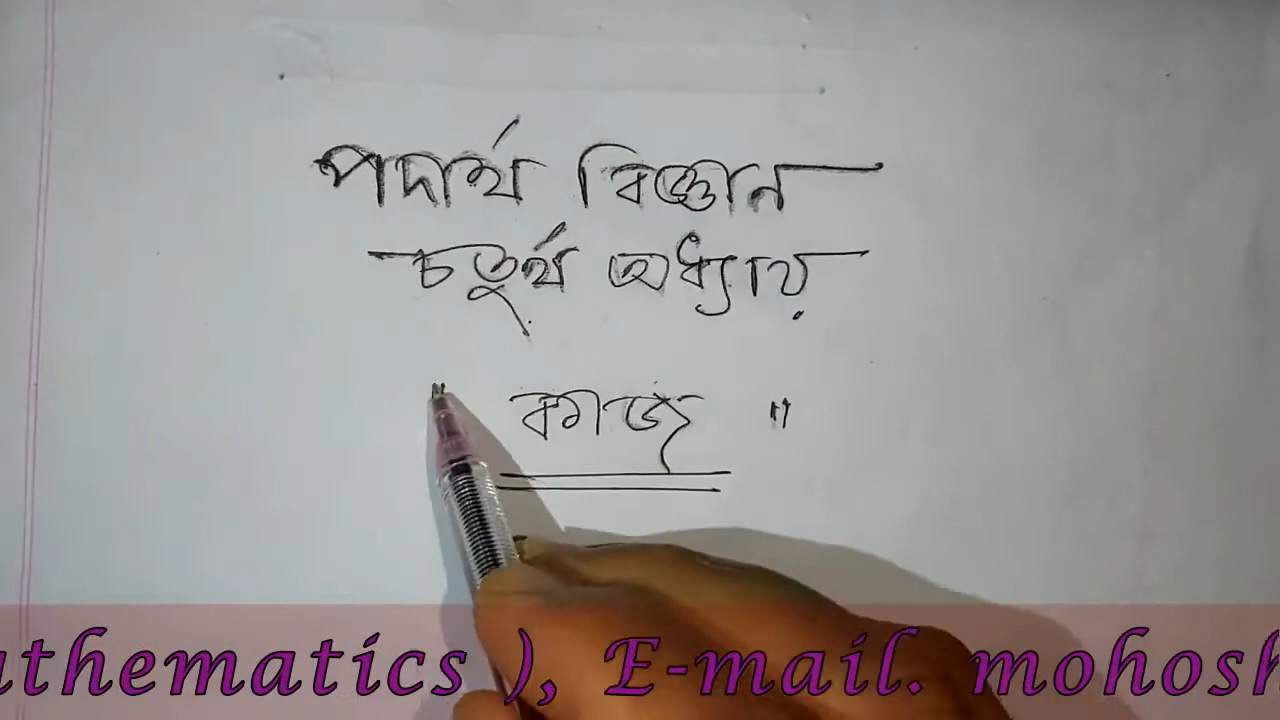 পদার্থ বিজ্ঞান
চতুর্থ অধ্যায়
" কাজ "
athematics ), E-mail. mohosh